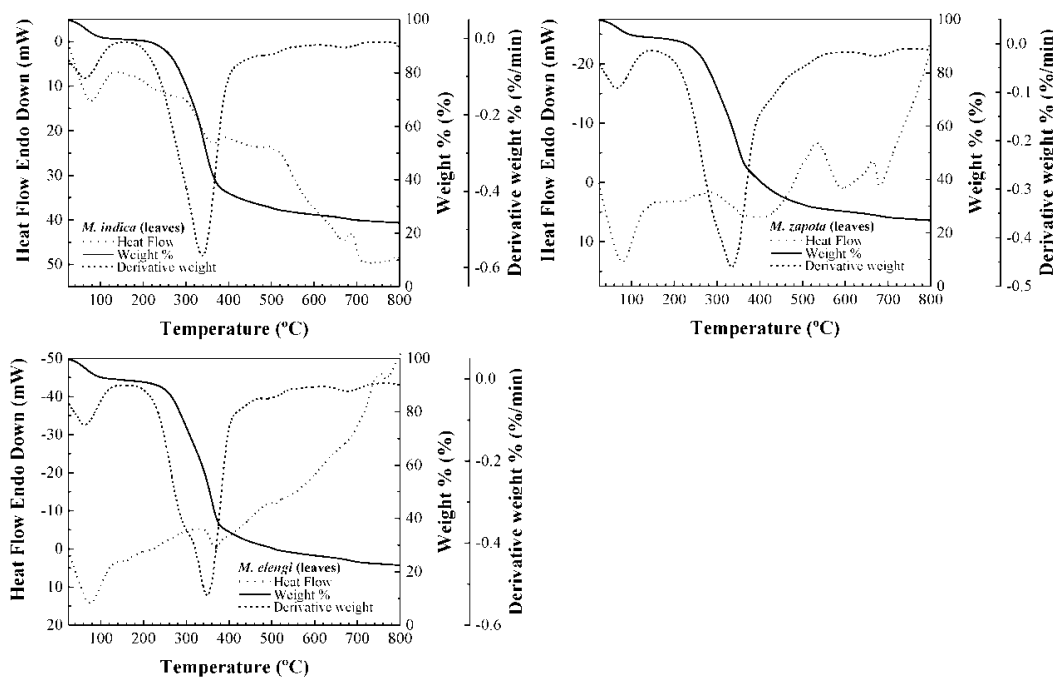 Heat Flow Endo Down (mW)
0
10
20
30
40
50
M. indica (leaves)
Heat Flow
Weight %
Derivative weight
100 200 300 400 500 600 700 800
Temperature (ºC)
100
80
60
40
20
0
Weight % (%)
0.0
-0.2
-0.4
-0.6
Derivative weight % (%/min)
Heat Flow Endo Down (mW)
-20
-10
0
10
M. zapota (leaves)
Heat Flow
Weight %
Derivative weight
100 200 300 400 500 600 700 800
Temperature (ºC)
100
80
60
40
20
0
Weight % (%)
0.0
-0.1
-0.2
-0.3
-0.4
-0.5
Derivative weight % (%/min)
Heat Flow Endo Down (mW)
-50
-40
-30
-20
-10
0
10
20
M. elengi (leaves)
Heat Flow
Weight %
Derivative weight
100 200 300 400 500 600 700 800
Temperature (ºC)
100
80
60
40
20
0
Weight % (%)
0.0
-0.2
-0.4
-0.6
Derivative weight % (%/min)